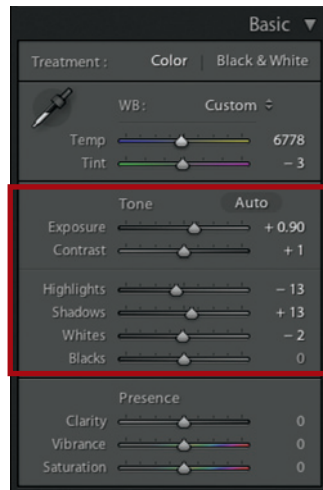 Basic ▼
Treatment : Color | Black & White
WB : Custom
Temp 6778
Tint – 3
Tone Auto
Exposure + 0.90
Contrast + 1
Highlights – 13
Shadows + 13
Whites – 2
Blacks 0
Presence
Clarity 0
Vibrance 0
Saturation 0